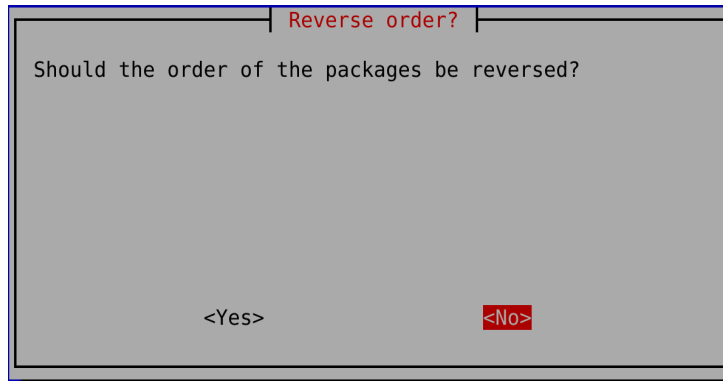 Reverse order?
Should the order of the packages be reversed?
<Yes> <No>